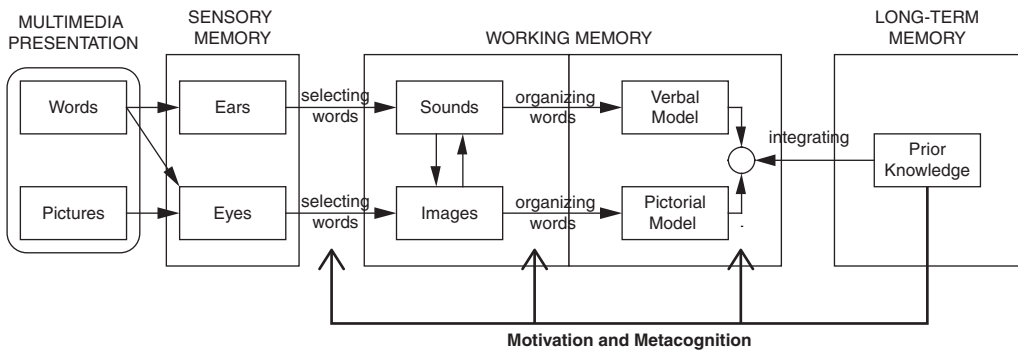 MULTIMEDIA
PRESENTATION
SENSORY
MEMORY
WORKING MEMORY
LONG-TERM
MEMORY
Words
Ears
selecting
words
Sounds
organizing
words
Verbal
Model
integrating
Prior
Knowledge
Pictures
Eyes
selecting
words
Images
organizing
words
Pictorial
Model
Motivation and Metacognition